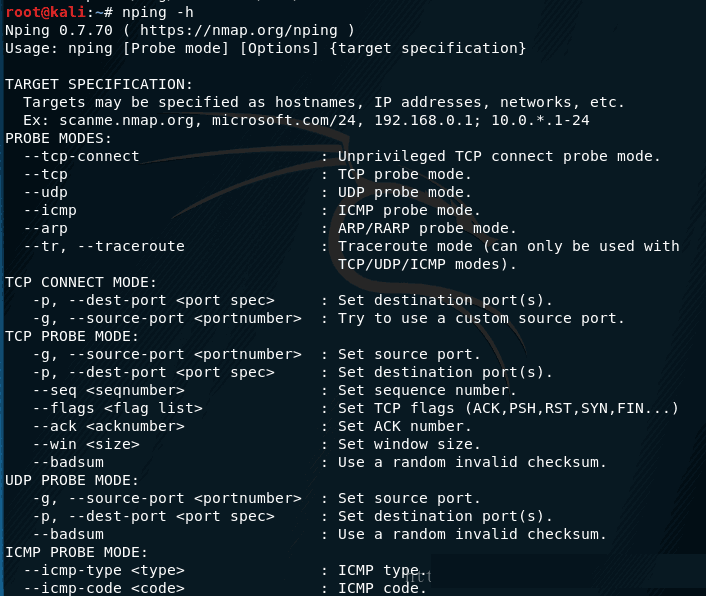 root@kali:~# nping -h
Nping 0.7.70 ( https://nmap.org/nping )
Usage: nping [Probe mode] [Options] {target specification}

TARGET SPECIFICATION:
  Targets may be specified as hostnames, IP addresses, networks, etc.
  Ex: scanme.nmap.org, microsoft.com/24, 192.168.0.1; 10.0.*.1-24
PROBE MODES:
  --tcp-connect                    : Unprivileged TCP connect probe mode.
  --tcp                            : TCP probe mode.
  --udp                            : UDP probe mode.
  --icmp                           : ICMP probe mode.
  --arp                            : ARP/RARP probe mode.
  --tr, --traceroute               : Traceroute mode (can only be used with
                                     TCP/UDP/ICMP modes).
TCP CONNECT MODE:
   -p, --dest-port <port spec>     : Set destination port(s).
   -g, --source-port <portnumber>  : Try to use a custom source port.
TCP PROBE MODE:
   -g, --source-port <portnumber>  : Set source port.
   -p, --dest-port <port spec>     : Set destination port(s).
   --seq <seqnumber>               : Set sequence number.
   --flags <flag list>             : Set TCP flags (ACK,PSH,RST,SYN,FIN...)
   --ack <acknumber>               : Set ACK number.
   --win <size>                    : Set window size.
   --badsum                        : Use a random invalid checksum.
UDP PROBE MODE:
   -g, --source-port <portnumber>  : Set source port.
   -p, --dest-port <port spec>     : Set destination port(s).
   --badsum                        : Use a random invalid checksum.
ICMP PROBE MODE:
  --icmp-type <type>               : ICMP type.
  --icmp-code <code>               : ICMP code.